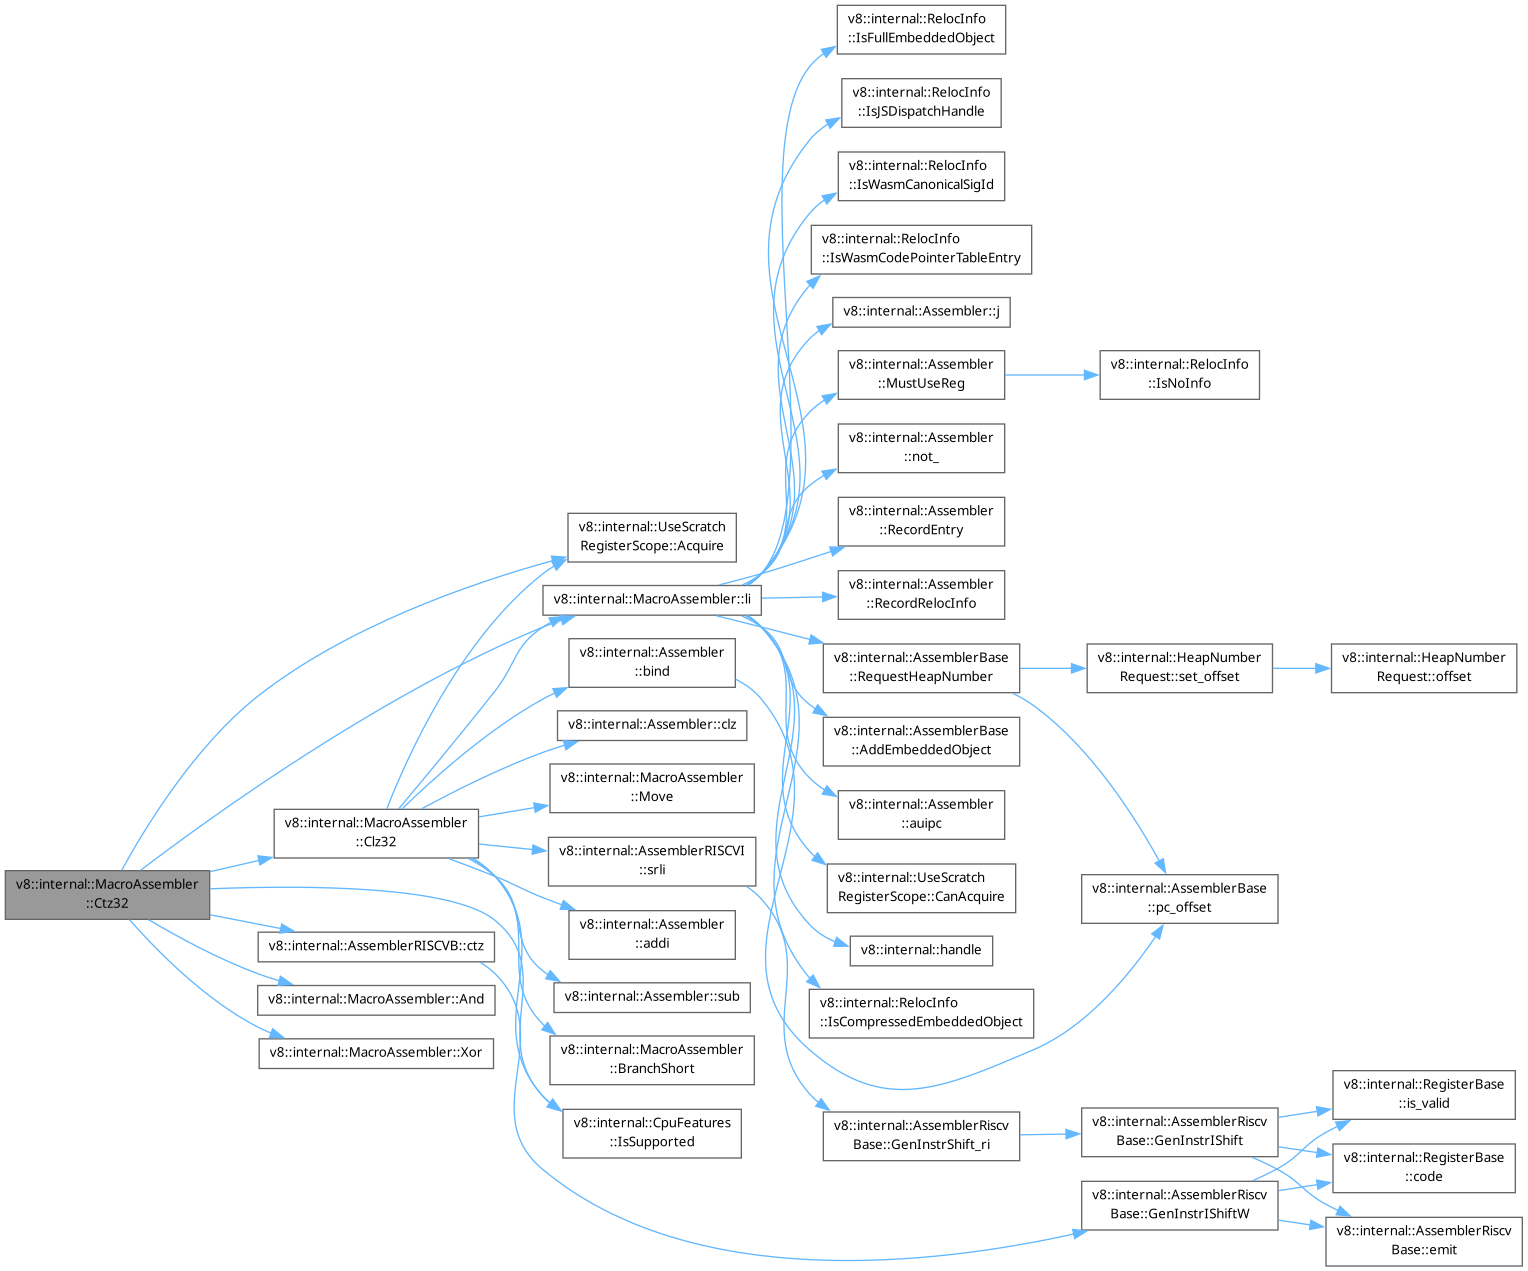 v8::internal::MacroAssembler
::Ctz32
v8::internal::UseScratch
RegisterScope::Acquire
v8::internal::MacroAssembler::li
v8::internal::MacroAssembler
::Clz32
v8::internal::AssemblerRISCVB::ctz
v8::internal::MacroAssembler::And
v8::internal::MacroAssembler::Xor
v8::internal::Assembler
::bind
v8::internal::Assembler::clz
v8::internal::MacroAssembler
::Move
v8::internal::AssemblerRISCVI
::srli
v8::internal::Assembler
::addi
v8::internal::Assembler::sub
v8::internal::MacroAssembler
::BranchShort
v8::internal::CpuFeatures
::IsSupported
v8::internal::RelocInfo
::IsFullEmbeddedObject
v8::internal::RelocInfo
::IsJSDispatchHandle
v8::internal::RelocInfo
::IsWasmCanonicalSigId
v8::internal::RelocInfo
::IsWasmCodePointerTableEntry
v8::internal::Assembler::j
v8::internal::Assembler
::MustUseReg
v8::internal::RelocInfo
::IsNoInfo
v8::internal::Assembler
::not_
v8::internal::Assembler
::RecordEntry
v8::internal::Assembler
::RecordRelocInfo
v8::internal::AssemblerBase
::RequestHeapNumber
v8::internal::HeapNumber
Request::set_offset
v8::internal::HeapNumber
Request::offset
v8::internal::AssemblerBase
::AddEmbeddedObject
v8::internal::Assembler
::auipc
v8::internal::UseScratch
RegisterScope::CanAcquire
v8::internal::AssemblerBase
::pc_offset
v8::internal::handle
v8::internal::RelocInfo
::IsCompressedEmbeddedObject
v8::internal::AssemblerRiscv
Base::GenInstrShift_ri
v8::internal::AssemblerRiscv
Base::GenInstrIShift
v8::internal::AssemblerRiscv
Base::GenInstrIShiftW
v8::internal::RegisterBase
::is_valid
v8::internal::RegisterBase
::code
v8::internal::AssemblerRiscv
Base::emit